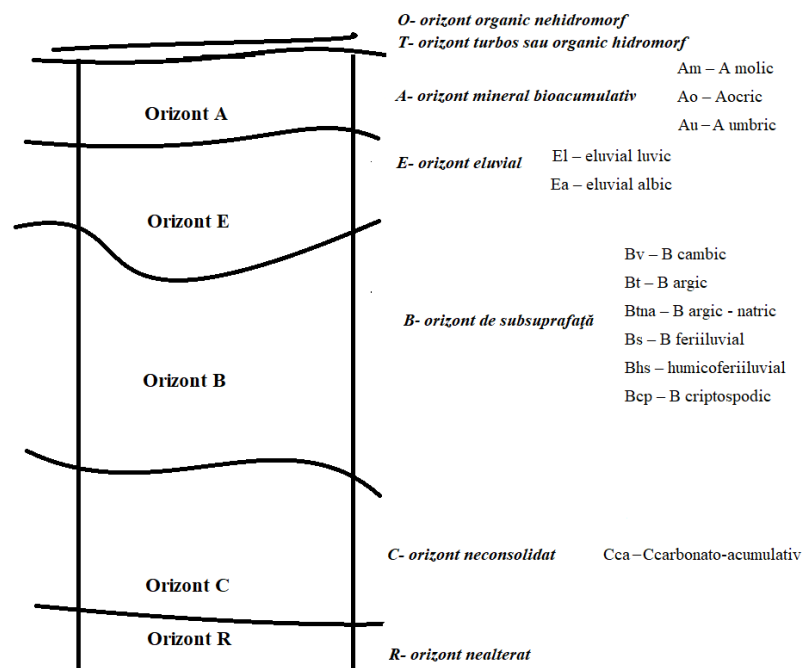 O- orizont organic nehidromorf
T- orizont turbos sau organic hidromorf
Am – A molic
A- orizont mineral bioacumulativ
Ao – Aocric
Orizont A
Au – A umbric
E- orizont eluvial
El – eluvial luvic
Ea – eluvial albic
Orizont E
Bv – B cambic
Bt – B argic
Btna – B argic - natric
B- orizont de subsuprafaţă
Bs – B feriiluvial
Bhs – humicoferiiluvial
Orizont B
Bcp – B criptospodic
C- orizont neconsolidat
Cca – Ccarbonato-acumulativ
Orizont C
Orizont R
R- orizont nealterat